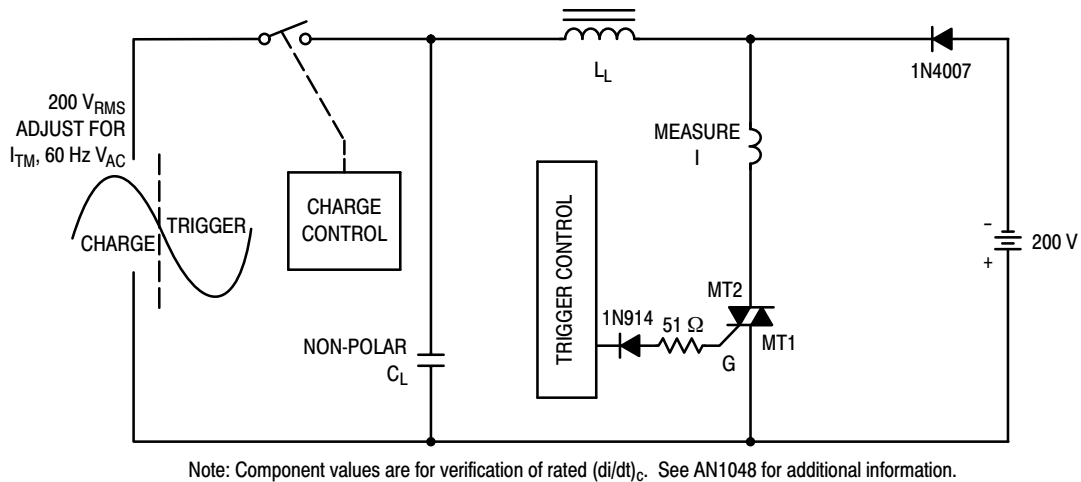 200 V_RMS
ADJUST FOR
I_TM, 60 Hz V_AC
CHARGE
TRIGGER
CHARGE
CONTROL
NON-POLAR
C_L
L_L
1N4007
MEASURE
I
TRIGGER CONTROL
1N914
51 Ω
MT2
MT1
G
-
+
200 V
Note: Component values are for verification of rated (di/dt)_c. See AN1048 for additional information.